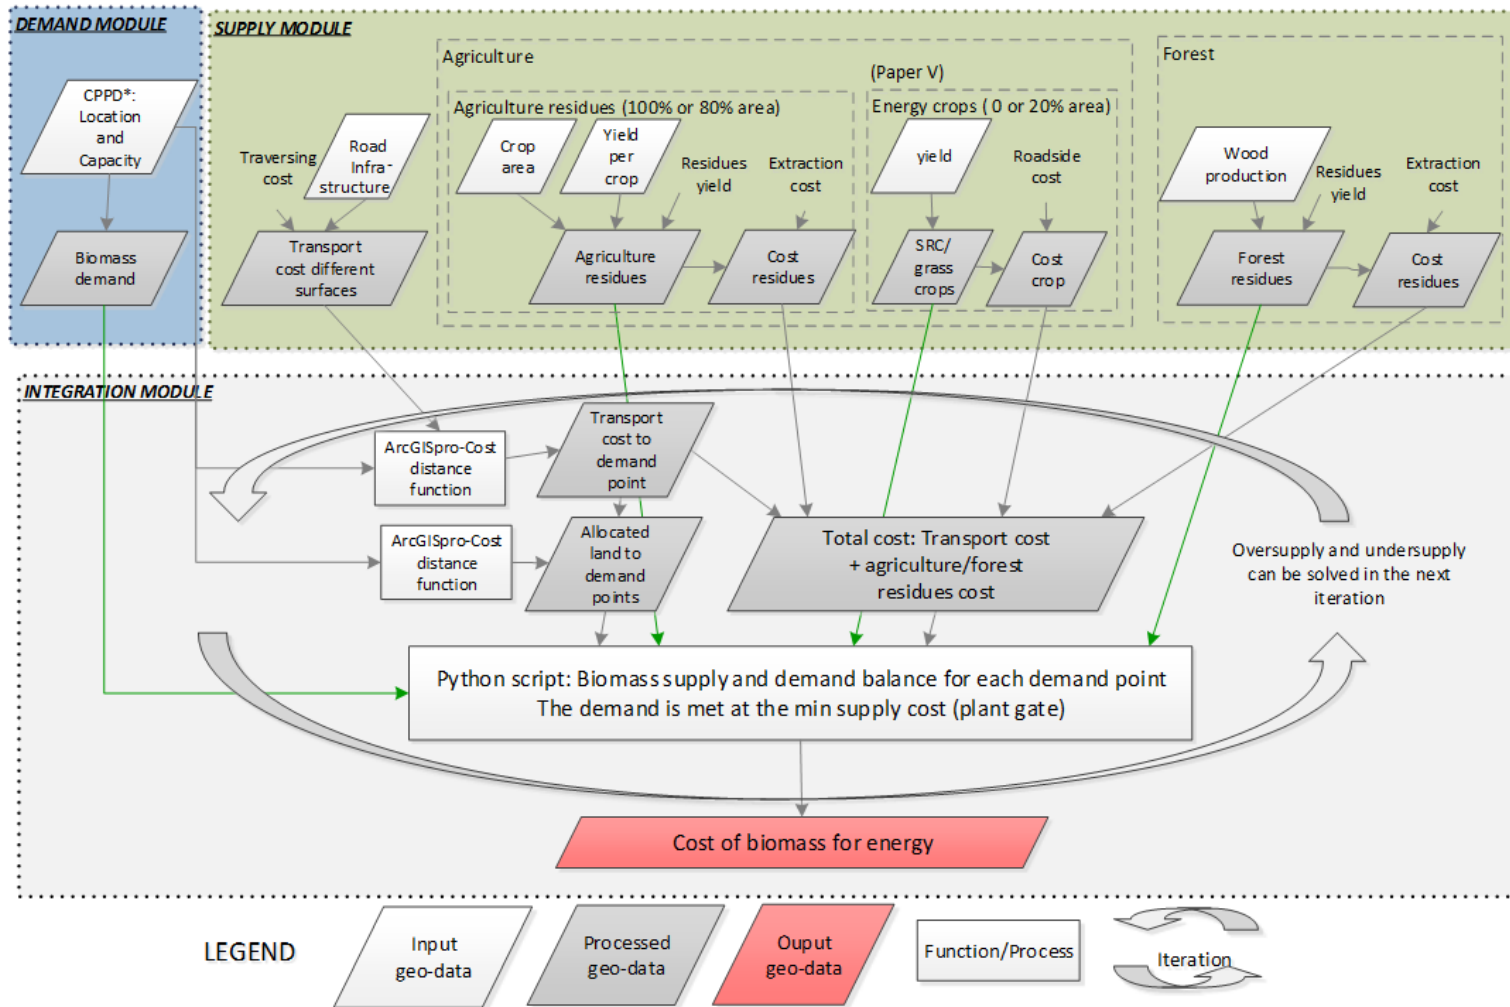 DEMAND MODULE
SUPPLY MODULE
Agriculture
Forest
(Paper V)
CPPD*:
Location
and
Capacity
Agriculture residues (100% or 80% area)
Energy crops ( 0 or 20% area)
Traversing
cost
Road
Infra-
structure
Crop
area
Yield
per
crop
Residues
yield
Extraction
cost
yield
Roadside
cost
Wood
production
Residues
yield
Extraction
cost
Biomass
demand
Transport
cost different
surfaces
Agriculture
residues
Cost
residues
SRC/
grass
crops
Cost
crop
Forest
residues
Cost
residues
INTEGRATION MODULE
ArcGISpro-Cost
distance
function
Transport
cost to
demand
point
ArcGISpro-Cost
distance
function
Allocated
land to
demand
points
Total cost: Transport cost
+ agriculture/forest
residues cost
Oversupply and undersupply
can be solved in the next
iteration
Python script: Biomass supply and demand balance for each demand point
The demand is met at the min supply cost (plant gate)
Cost of biomass for energy
LEGEND
Input
geo-data
Processed
geo-data
Ouput
geo-data
Function/Process
Iteration